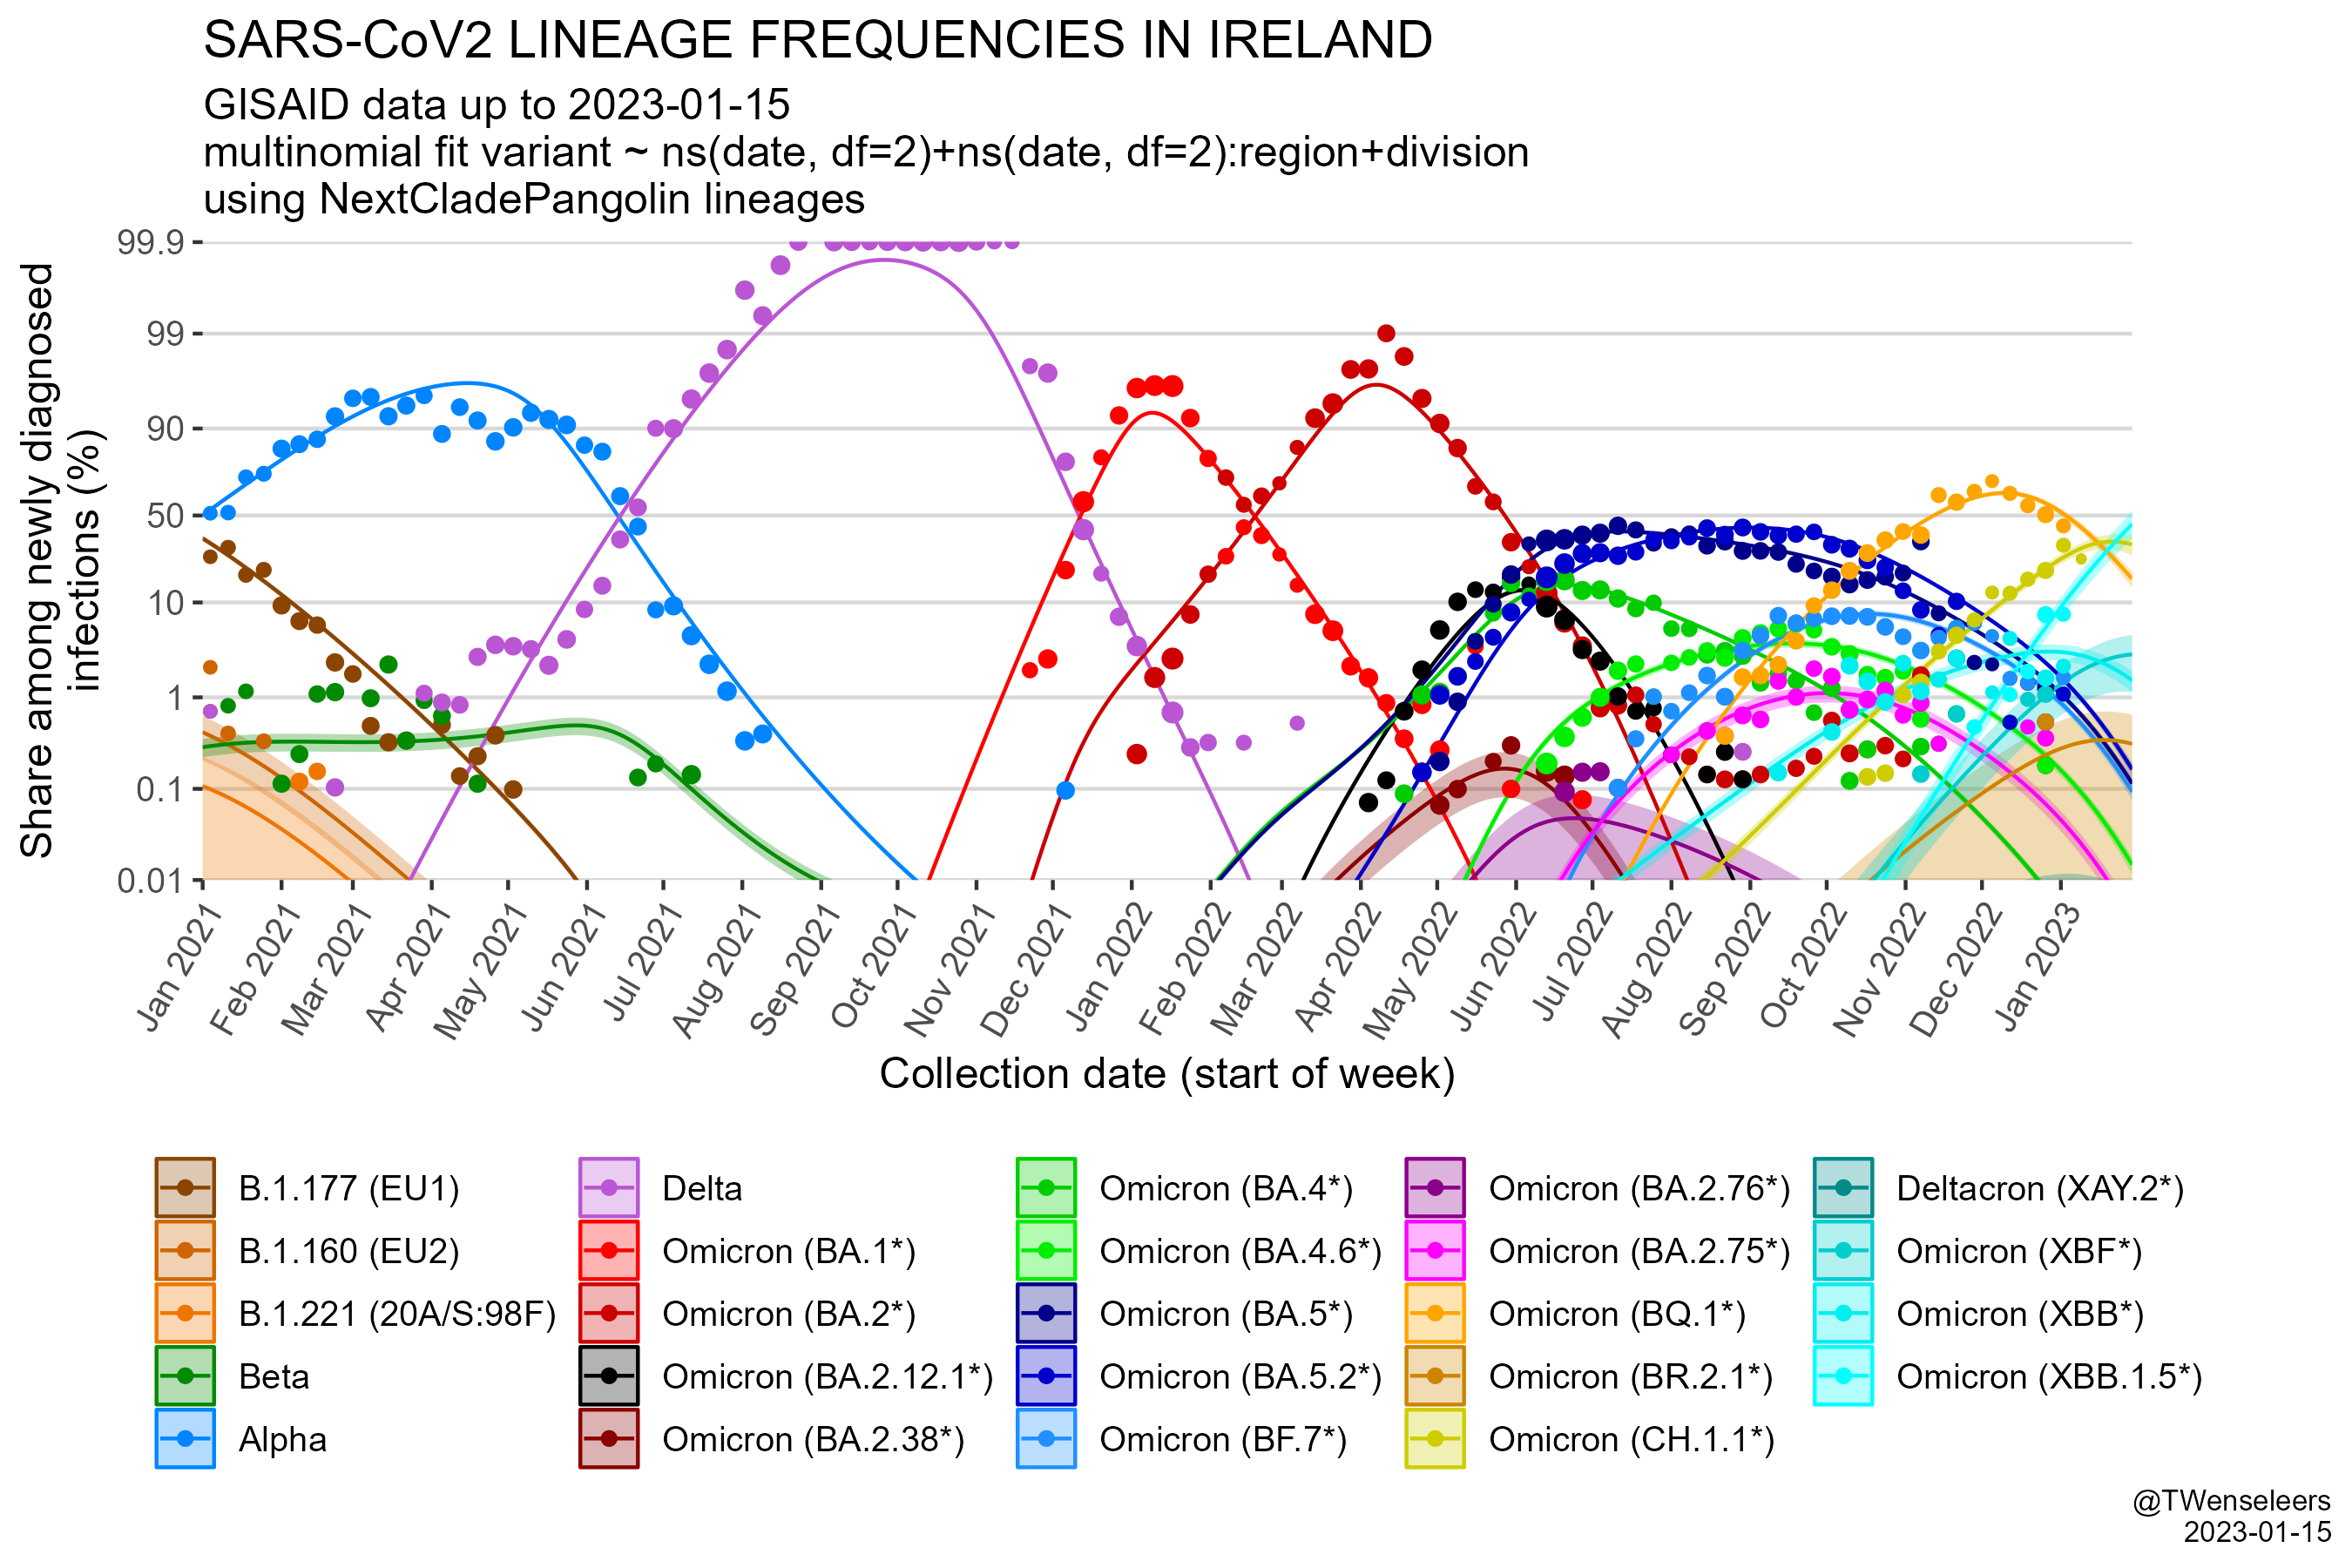 SARS-CoV2 LINEAGE FREQUENCIES IN IRELAND
GISAID data up to 2023-01-15
multinomial fit variant ~ ns(date, df=2)+ns(date, df=2):region+division
using NextCladePangolin lineages
Share among newly diagnosed
infections (%)
99.9
99
90
50
10
1
0.1
0.01
Jan 2021
Feb 2021
Mar 2021
Apr 2021
May 2021
Jun 2021
Jul 2021
Aug 2021
Sep 2021
Oct 2021
Nov 2021
Dec 2021
Jan 2022
Feb 2022
Mar 2022
Apr 2022
May 2022
Jun 2022
Jul 2022
Aug 2022
Sep 2022
Oct 2022
Nov 2022
Dec 2022
Jan 2023
Collection date (start of week)
B.1.177 (EU1)
B.1.160 (EU2)
B.1.221 (20A/S:98F)
Beta
Alpha
Delta
Omicron (BA.1*)
Omicron (BA.2*)
Omicron (BA.2.12.1*)
Omicron (BA.2.38*)
Omicron (BA.4*)
Omicron (BA.4.6*)
Omicron (BA.5*)
Omicron (BA.5.2*)
Omicron (BF.7*)
Omicron (BA.2.76*)
Omicron (BA.2.75*)
Omicron (BQ.1*)
Omicron (BR.2.1*)
Omicron (CH.1.1*)
Deltacron (XAY.2*)
Omicron (XBF*)
Omicron (XBB*)
Omicron (XBB.1.5*)
@TWenseleers
2023-01-15